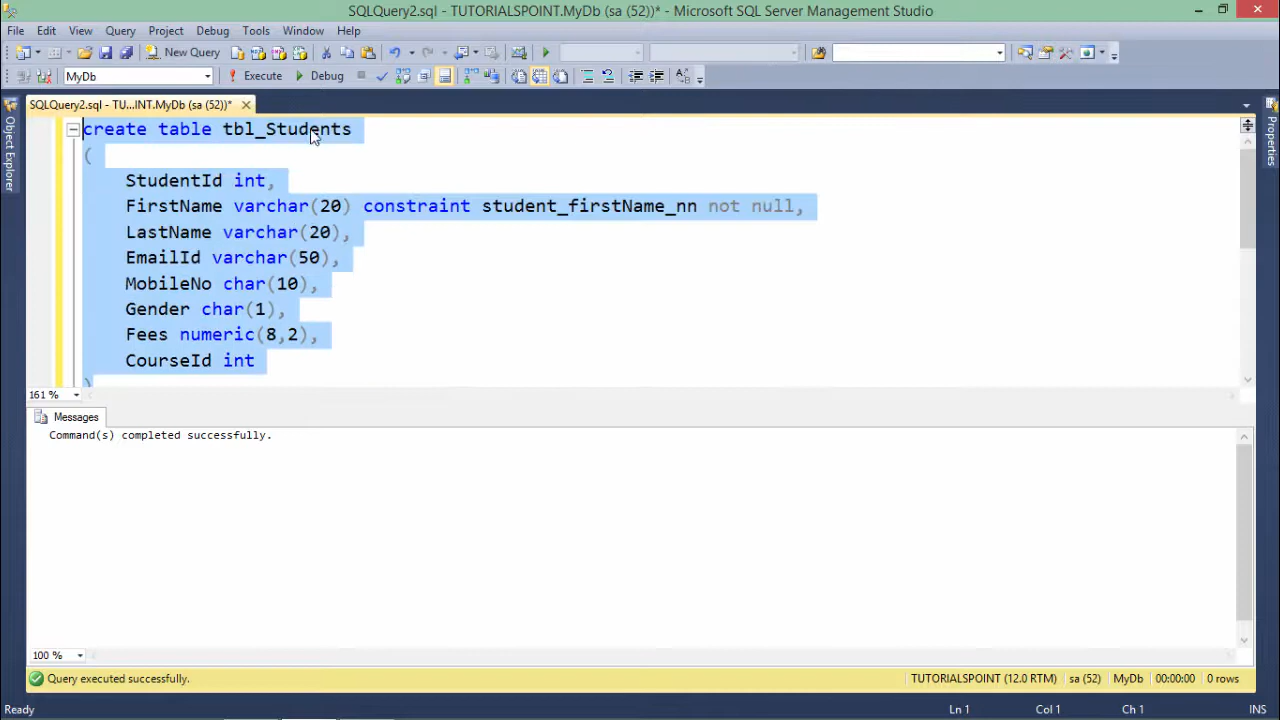 SQLQuery2.sql - TUTORIALSPOINT.MyDb (sa (52))* - Microsoft SQL Server Management Studio
File Edit View Query Project Debug Tools Window Help
New Query
MyDb Execute Debug
SQLQuery2.sql - TU...INT.MyDb (sa (52))*
Object Explorer
Properties
create table tbl_Students
(
StudentId int,
FirstName varchar(20) constraint student_firstName_nn not null,
LastName varchar(20),
EmailId varchar(50),
MobileNo char(10),
Gender char(1),
Fees numeric(8,2),
CourseId int
)
161 %
Messages
Command(s) completed successfully.
100 %
Query executed successfully. TUTORIALSPOINT (12.0 RTM) sa (52) MyDb 00:00:00 0 rows
Ready Ln 1 Col 1 Ch 1 INS